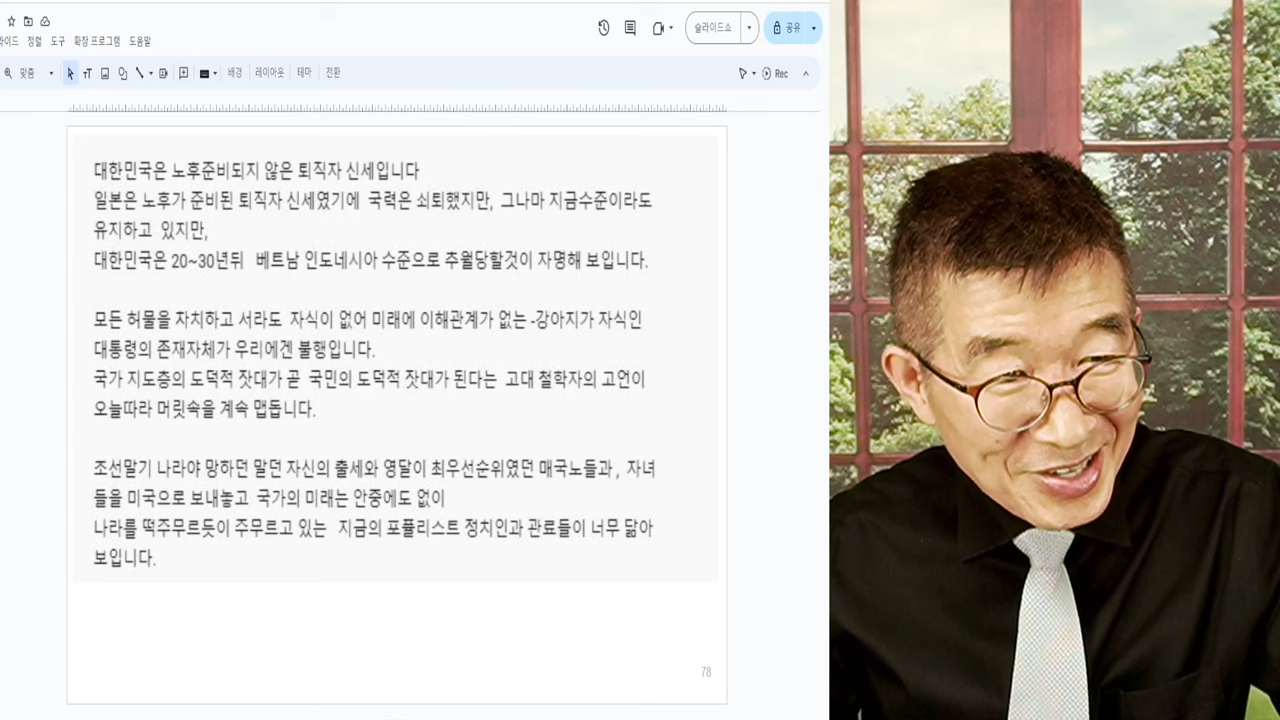 라이드 정렬 도구 확장 프로그램 도움말
슬라이드쇼
공유
맞춤
배경 레이아웃 테마 전환
Rec
대한민국은 노후준비되지 않은 퇴직자 신세입니다
일본은 노후가 준비된 퇴직자 신세였기에 국력은 쇠퇴했지만, 그나마 지금수준이라도
유지하고 있지만,
대한민국은 20~30년뒤 베트남 인도네시아 수준으로 추월당할것이 자명해 보입니다.
모든 허물을 자치하고 서라도 자식이 없어 미래에 이해관계가 없는 -강아지가 자식인
대통령의 존재자체가 우리에겐 불행입니다.
국가 지도층의 도덕적 잣대가 곧 국민의 도덕적 잣대가 된다는 고대 철학자의 고언이
오늘따라 머릿속을 계속 맵돕니다.
조선말기 나라야 망하던 말던 자신의 출세와 영달이 최우선순위였던 매국노들과, 자녀
들을 미국으로 보내놓고 국가의 미래는 안중에도 없이
나라를 떡주무르듯이 주무르고 있는 지금의 포플리스트 정치인과 관료들이 너무 닮아
보입니다.
78